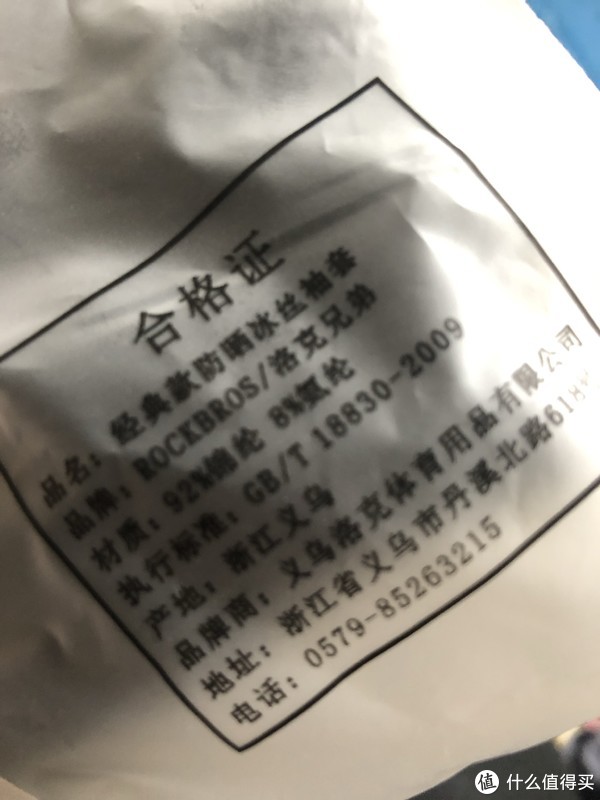 合格证
品名：经典款防晒冰丝袖套
品牌：ROCKBROS/洛克兄弟
材质：92%锦纶 8%氨纶
执行标准：GB/T 18830-2009
产地：浙江义乌
品牌商：义乌洛克体育用品有限公司
地址：浙江省义乌市丹溪北路618
电话：0579-85263215
值 什么值得买